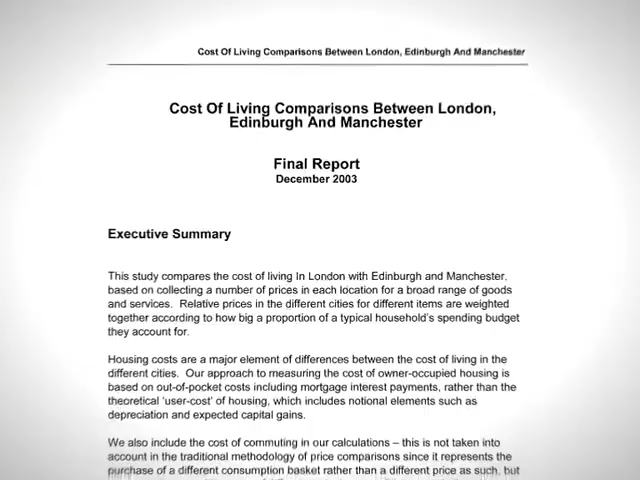 Cost Of Living Comparisons Between London, Edinburgh And Manchester
Cost Of Living Comparisons Between London,
Edinburgh And Manchester
Final Report
December 2003
Executive Summary
This study compares the cost of living In London with Edinburgh and Manchester,
based on collecting a number of prices in each location for a broad range of goods
and services. Relative prices in the different cities for different items are weighted
together according to how big a proportion of a typical household's spending budget
they account for.
Housing costs are a major element of differences between the cost of living in the
different cities. Our approach to measuring the cost of owner-occupied housing is
based on out-of-pocket costs including mortgage interest payments, rather than the
theoretical 'user-cost' of housing, which includes notional elements such as
depreciation and expected capital gains.
We also include the cost of commuting in our calculations – this is not taken into
account in the traditional methodology of price comparisons since it represents the
purchase of a different consumption basket rather than a different price as such, but